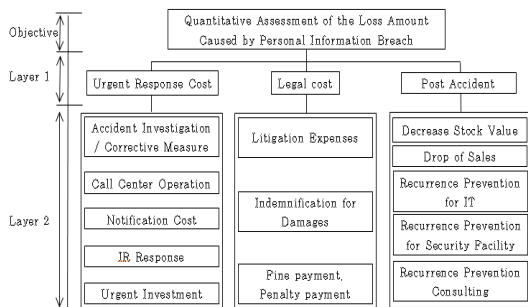 Objective
Quantitative Assessment of the Loss Amount
Caused by Personal Information Breach
Layer 1
Urgent Response Cost
Legal cost
Post Accident
Layer 2
Accident Investigation
/ Corrective Measure
Call Center Operation
Notification Cost
IR Response
Urgent Investment
Litigation Expenses
Indemnification for
Damages
Fine payment,
Penalty payment
Decrease Stock Value
Drop of Sales
Recurrence Prevention
for IT
Recurrence Prevention
for Security Facility
Recurrence Prevention
Consulting